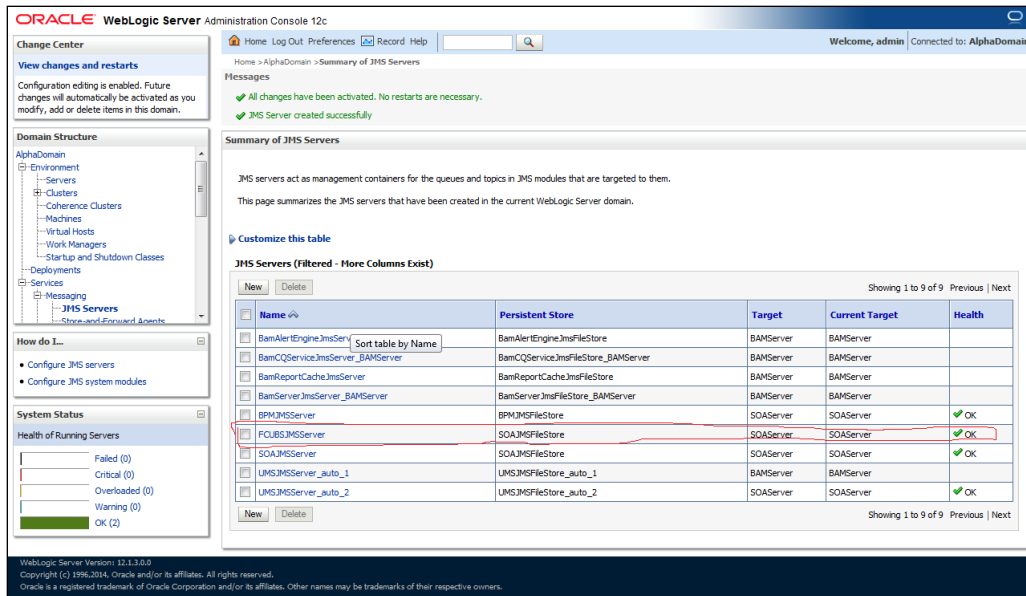 ORACLE WebLogic Server Administration Console 12c
Change Center
View changes and restarts
Configuration editing is enabled. Future
changes will automatically be activated as you
modify, add or delete items in this domain.
Domain Structure
AlphaDomain
Environment
Servers
Clusters
Coherence Clusters
Machines
Virtual Hosts
Work Managers
Startup and Shutdown Classes
Deployments
Services
Messaging
JMS Servers
Store-and-Forward Agents
How do I...
Configure JMS servers
Configure JMS system modules
System Status
Health of Running Servers
Failed (0)
Critical (0)
Overloaded (0)
Warning (0)
OK (2)
Home Log Out Preferences Record Help
Welcome, admin Connected to: AlphaDomain
Home >AlphaDomain >Summary of JMS Servers
Messages
All changes have been activated. No restarts are necessary.
JMS Server created successfully
Summary of JMS Servers
JMS servers act as management containers for the queues and topics in JMS modules that are targeted to them.
This page summarizes the JMS servers that have been created in the current WebLogic Server domain.
Customize this table
JMS Servers (Filtered - More Columns Exist)
New Delete Showing 1 to 9 of 9 Previous | Next
Name Persistent Store Target Current Target Health
BamAlertEngineJmsServ BamAlertEngineJmsFileStore BAMServer BAMServer
Sort table by Name
BamCQServiceJmsServer_BAMServer BamCQServiceJmsFileStore_BAMServer BAMServer BAMServer
BamReportCacheJmsServer BamReportCacheJmsFileStore BAMServer BAMServer
BamServerJmsServer_BAMServer BamServerJmsFileStore_BAMServer BAMServer BAMServer
BPMJMSServer BPMJMSFileStore SOAServer SOAServer OK
FCUBSJMSServer SOAJMSFileStore SOAServer SOAServer OK
SOAJMSServer SOAJMSFileStore SOAServer SOAServer OK
UMSJMSServer_auto_1 UMSJMSFileStore_auto_1 BAMServer BAMServer
UMSJMSServer_auto_2 UMSJMSFileStore_auto_2 SOAServer SOAServer OK
New Delete Showing 1 to 9 of 9 Previous | Next
WebLogic Server Version: 12.1.3.0.0
Copyright (c) 1996,2014, Oracle and/or its affiliates. All rights reserved.
Oracle is a registered trademark of Oracle Corporation and/or its affiliates. Other names may be trademarks of their respective owners.